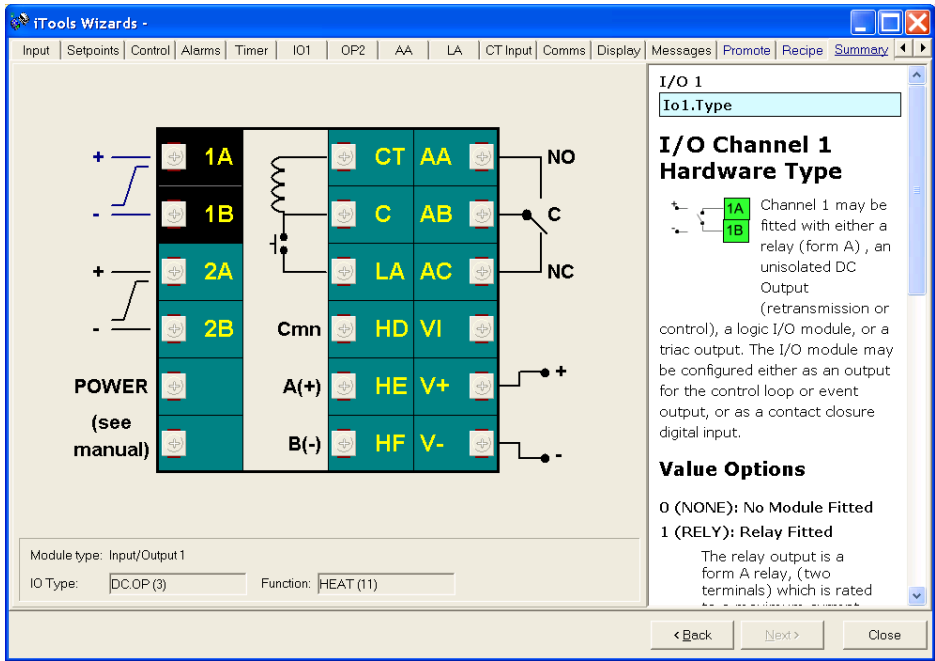 iTools Wizards -
Input Setpoints Control Alarms Timer IO1 OP2 AA LA CT Input Comms Display Messages Promote Recipe Summary
+ 1A CT AA NO
- 1B C AB C
+ 2A LA AC NC
- 2B Cmn HD VI
POWER A(+) HE V+ +
(see
manual) B(-) HF V- -
Module type: Input/Output 1
IO Type: DC.OP (3) Function: HEAT (11)
I/O 1
Io1.Type
I/O Channel 1
Hardware Type
+ 1A
- 1B
Channel 1 may be
fitted with either a
relay (form A) , an
unisolated DC
Output
(retransmission or
control), a logic I/O module, or a
triac output. The I/O module may
be configured either as an output
for the control loop or event
output, or as a contact closure
digital input.
Value Options
0 (NONE): No Module Fitted
1 (RELY): Relay Fitted
The relay output is a
form A relay, (two
terminals) which is rated
< Back Next > Close